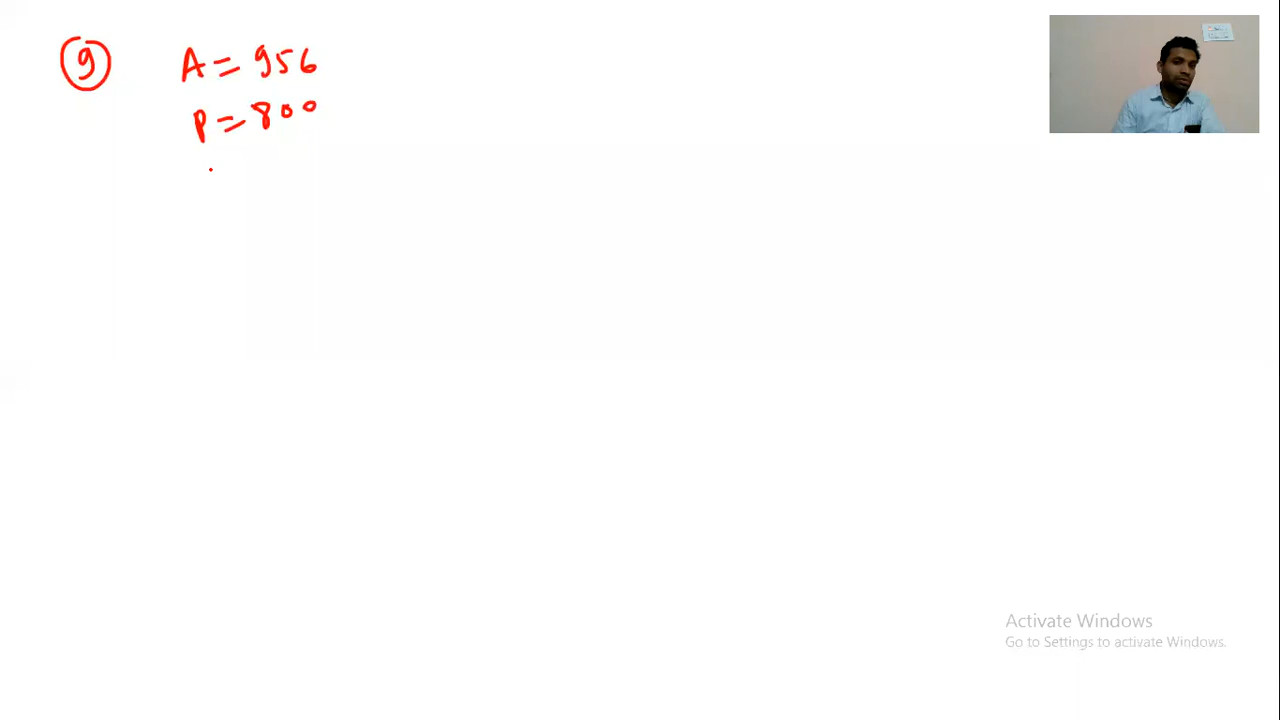 9 A = 956
P = 800
Activate Windows
Go to Settings to activate Windows.